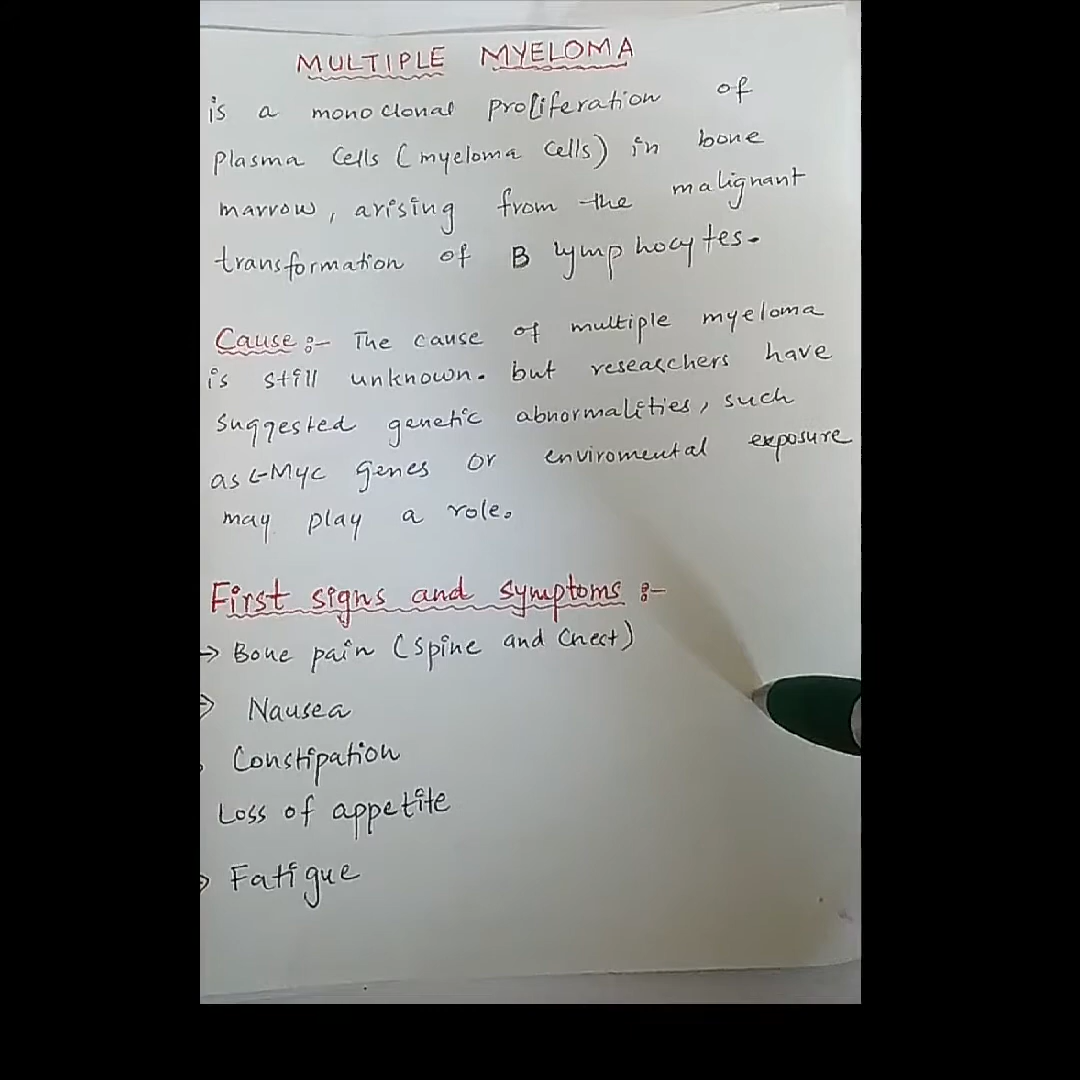 MULTIPLE MYELOMA
is a monoclonal proliferation of
Plasma Cells (myeloma Cells) in bone
marrow, arising from the malignant
transformation of B lymphocytes.
Cause:- The cause of multiple myeloma
is still unknown. but researchers have
suggested genetic abnormalities, such
as c-Myc genes or enviromental exposure
may play a role.
First signs and symptoms :-
→ Bone pain (spine and Chest)
⇒ Nausea
Constipation
Loss of appetite
⇒ Fatigue